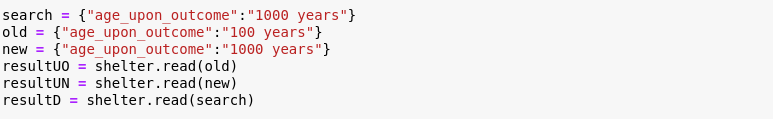 search = {"age_upon_outcome":"1000 years"}
old = {"age_upon_outcome":"100 years"}
new = {"age_upon_outcome":"1000 years"}
resultUO = shelter.read(old)
resultUN = shelter.read(new)
resultD = shelter.read(search)